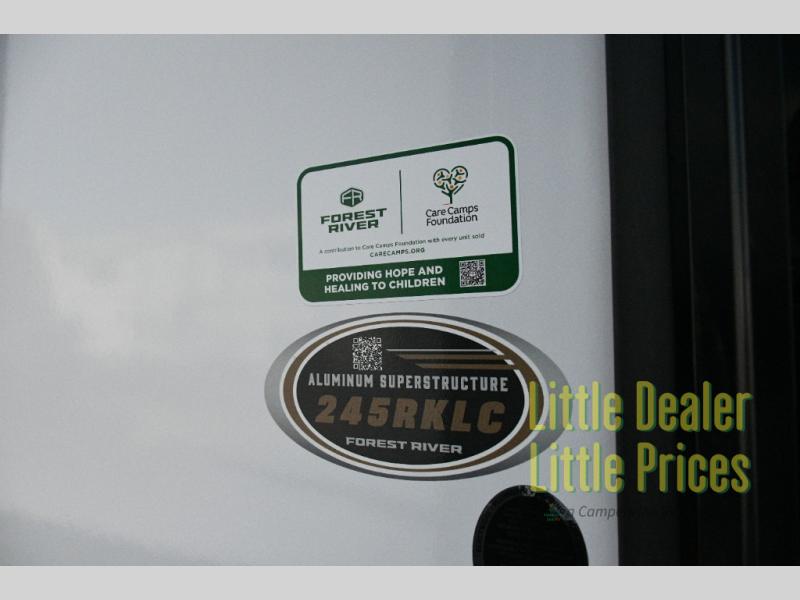 FR
FOREST
RIVER
Care Camps
Foundation
A contribution to Care Camps Foundation with every unit sold
CARECAMPS.ORG
PROVIDING HOPE AND
HEALING TO CHILDREN
ALUMINUM SUPERSTRUCTURE
245RKLC
FOREST RIVER
Little Dealer
Little Prices